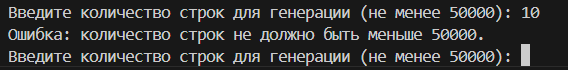 Введите количество строк для генерации (не менее 50000): 10
Ошибка: количество строк не должно быть меньше 50000.
Введите количество строк для генерации (не менее 50000):